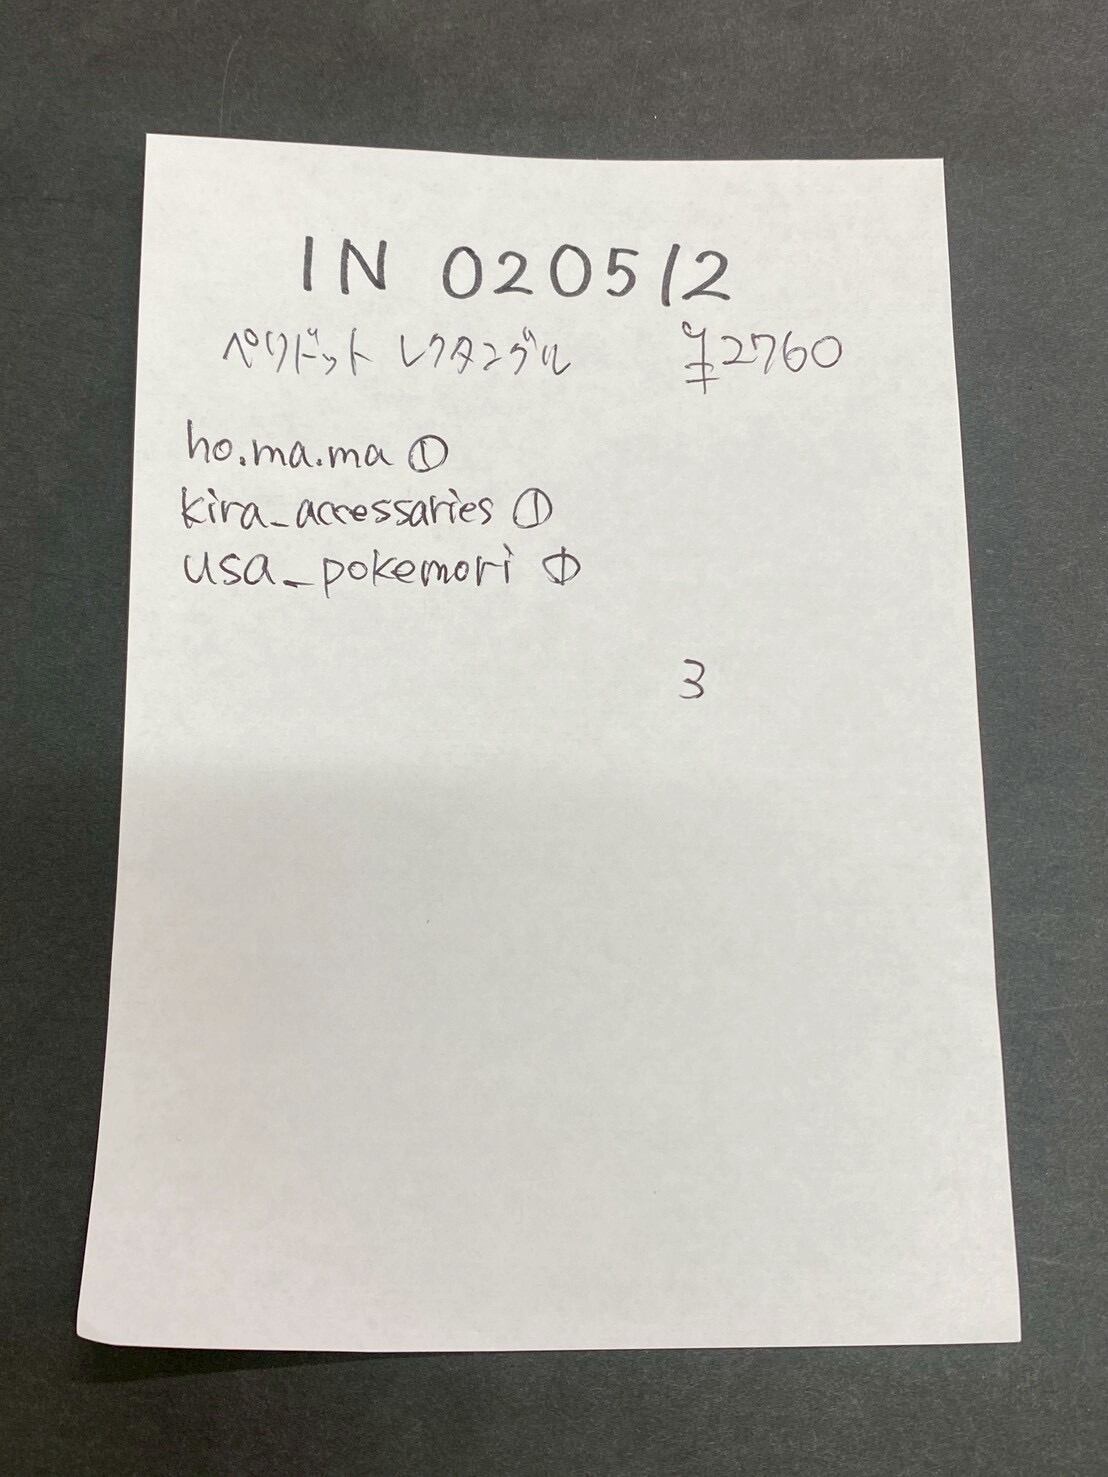 IN 020512
ペリドット レクタングル ¥2760
ho.ma.ma ①
kira_accessaries ①
usa_pokemori ①
3